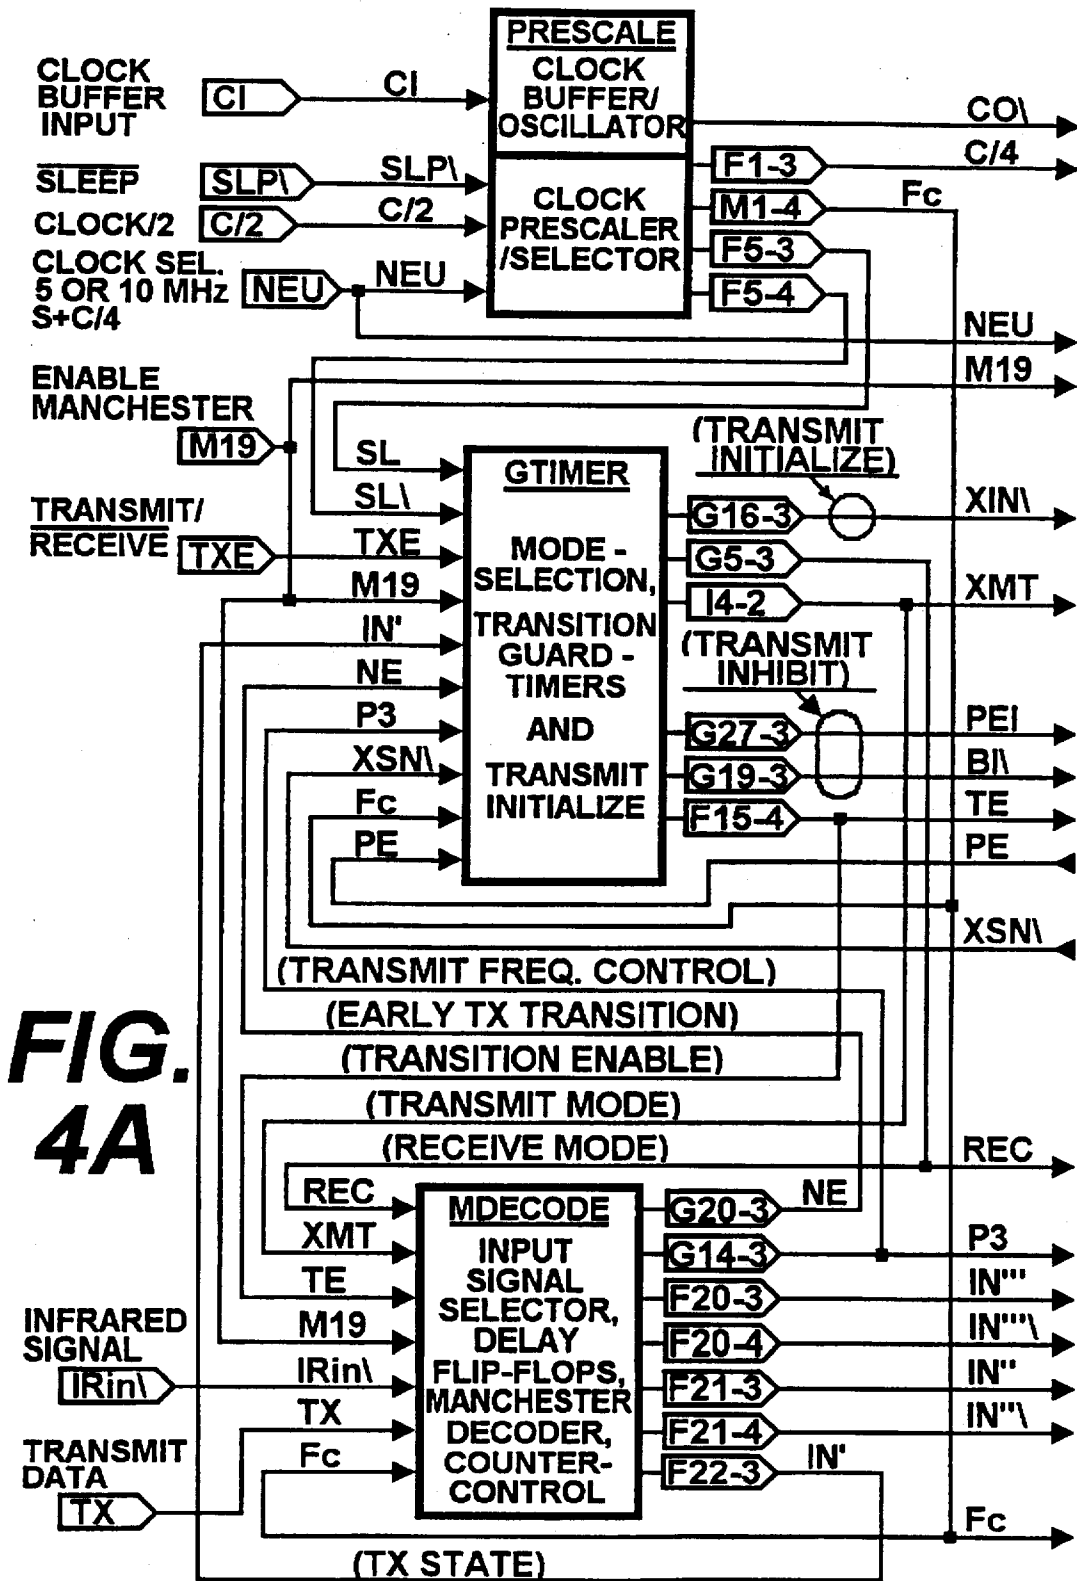 PRESCALE
CLOCK
BUFFER/
OSCILLATOR
CLOCK
BUFFER
INPUT
CI
CI
CO\
SLEEP
SLP\
SLP\
CLOCK/2
C/2
C/2
CLOCK SEL.
5 OR 10 MHz
S+C/4
NEU
NEU
CLOCK
PRESCALER
/SELECTOR
F1-3
C/4
M1-4
Fc
F5-3
F5-4
NEU
M19
ENABLE
MANCHESTER
M19
TRANSMIT/
RECEIVE
TXE
SL
SL\
TXE
M19
IN'
NE
P3
XSN\
Fc
PE
GTIMER
MODE -
SELECTION,
TRANSITION
GUARD -
TIMERS
AND
TRANSMIT
INITIALIZE
(TRANSMIT
INITIALIZE)
G16-3
XIN\
G5-3
I4-2
XMT
(TRANSMIT
INHIBIT)
G27-3
PEI
G19-3
BI\
F15-4
TE
PE
XSN\
(TRANSMIT FREQ. CONTROL)
(EARLY TX TRANSITION)
(TRANSITION ENABLE)
(TRANSMIT MODE)
(RECEIVE MODE)
FIG.
4A
REC
REC
XMT
TE
M19
INFRARED
SIGNAL
IRin\
IRin\
TX
TRANSMIT
DATA
TX
Fc
MDECODE
INPUT
SIGNAL
SELECTOR,
DELAY
FLIP-FLOPS,
MANCHESTER
DECODER,
COUNTER-
CONTROL
G20-3
NE
G14-3
P3
F20-3
IN'''
F20-4
IN'''\
F21-3
IN''
F21-4
IN''\
F22-3
IN'
Fc
(TX STATE)